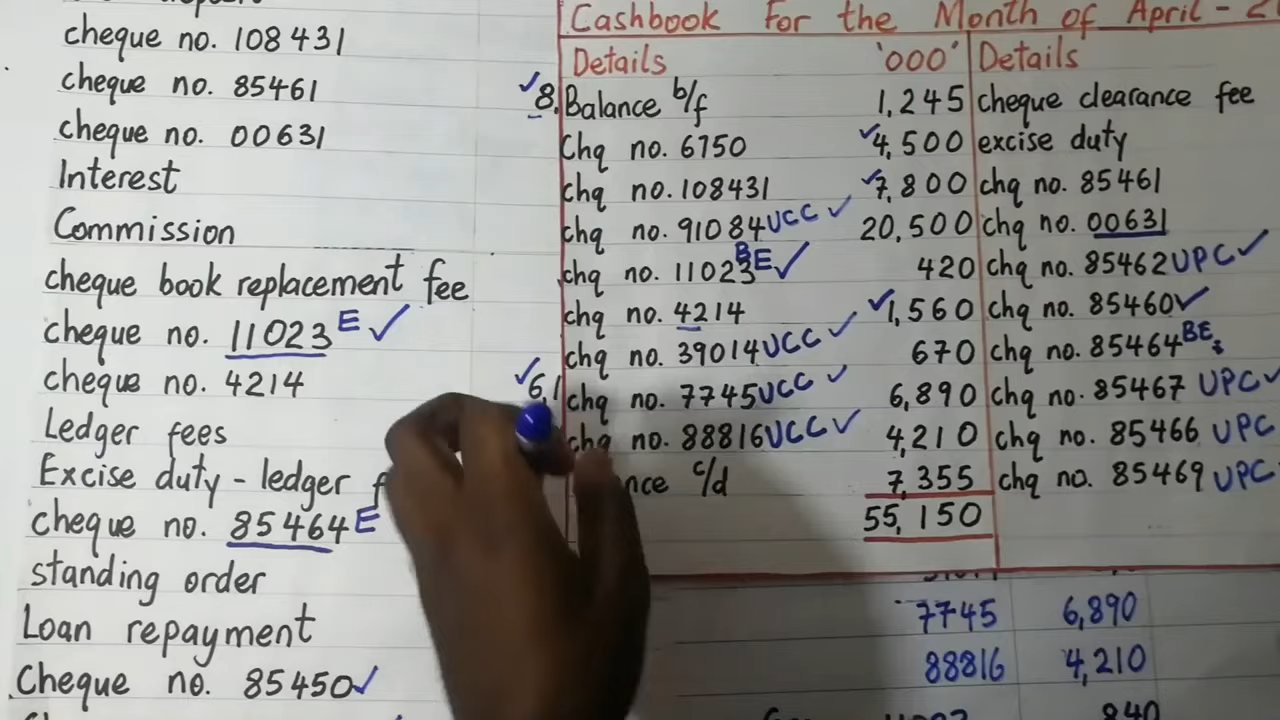 cheque no. 108431
cheque no. 85461
cheque no. 00631
Interest
Commission
cheque book replacement fee
cheque no. 11023 E ✓
cheque no. 4214
Ledger fees
Excise duty - ledger
cheque no. 85464 E
standing order
Loan repayment
Cheque no. 85450 ✓
✓ 8,
✓ 6,1
Cashbook For the Month of April - 2
Details '000' Details
Balance b/f 1,245 cheque clearance fee
Chq no. 6750 ✓4,500 excise duty
chq no. 108431 ✓7,800 chq no. 85461
chq no. 91084 UCC ✓ 20,500 chq no. 00631
chq no. 11023 BE ✓ 420 chq no. 85462 UPC ✓
chq no. 4214 ✓1,560 chq no. 85460 ✓
chq no. 39014 UCC ✓ 670 chq no. 85464 BE
chq no. 7745 UCC ✓ 6,890 chq no. 85467 UPC ✓
chq no. 88816 UCC ✓ 4,210 chq no. 85466 UPC
nce c/d 7,355 chq no. 85469 UPC
55,150
7745 6,890
88816 4,210
840